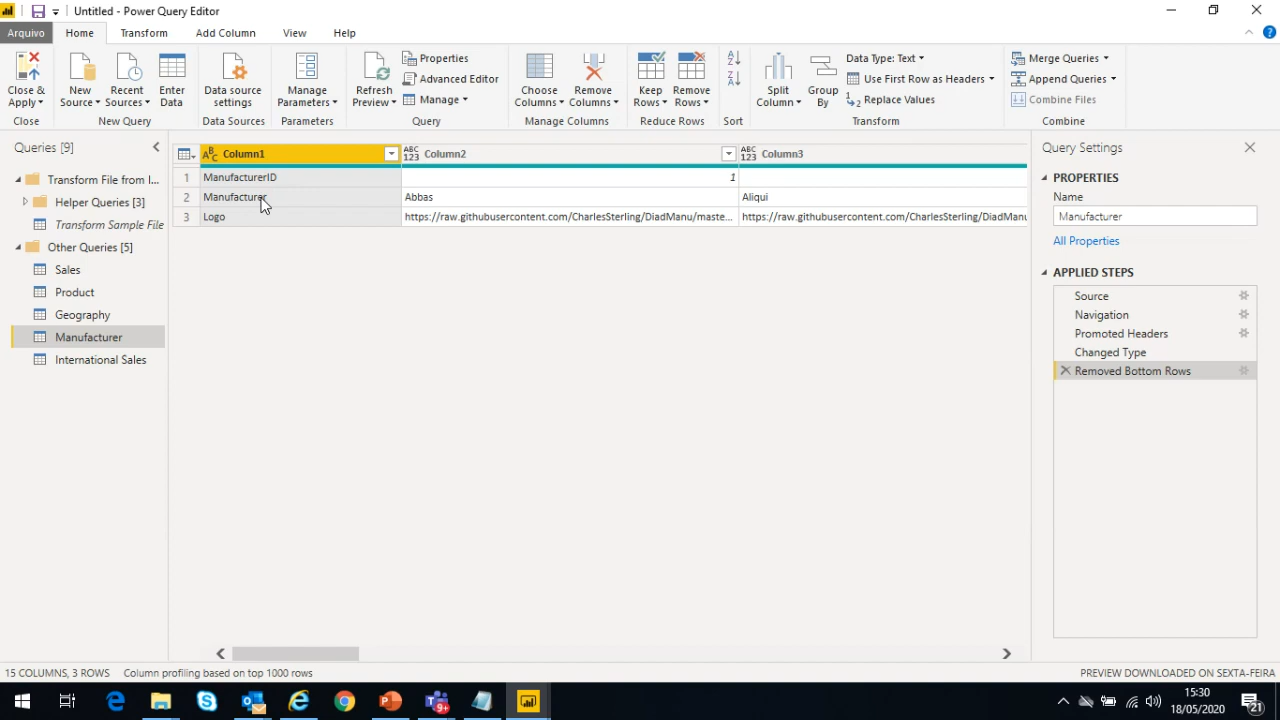 Untitled - Power Query Editor
Arquivo Home Transform Add Column View Help
Close & Apply New Source Recent Sources Enter Data Data source settings Manage Parameters Refresh Preview Properties Advanced Editor Manage Choose Columns Remove Columns Keep Rows Remove Rows Split Column Group By Data Type: Text Use First Row as Headers Replace Values Merge Queries Append Queries Combine Files
Close New Query Data Sources Parameters Query Manage Columns Reduce Rows Sort Transform Combine
Queries [9]
Transform File from I...
Helper Queries [3]
Transform Sample File
Other Queries [5]
Sales
Product
Geography
Manufacturer
International Sales
Column1 Column2 Column3
1 ManufacturerID 1
2 Manufacturer Abbas Aliqui
3 Logo https://raw.githubusercontent.com/CharlesSterling/DiadManu/maste... https://raw.githubusercontent.com/CharlesSterling/DiadManu
Query Settings
PROPERTIES
Name
Manufacturer
All Properties
APPLIED STEPS
Source
Navigation
Promoted Headers
Changed Type
Removed Bottom Rows
15 COLUMNS, 3 ROWS Column profiling based on top 1000 rows PREVIEW DOWNLOADED ON SEXTA-FEIRA
15:30
18/05/2020
21